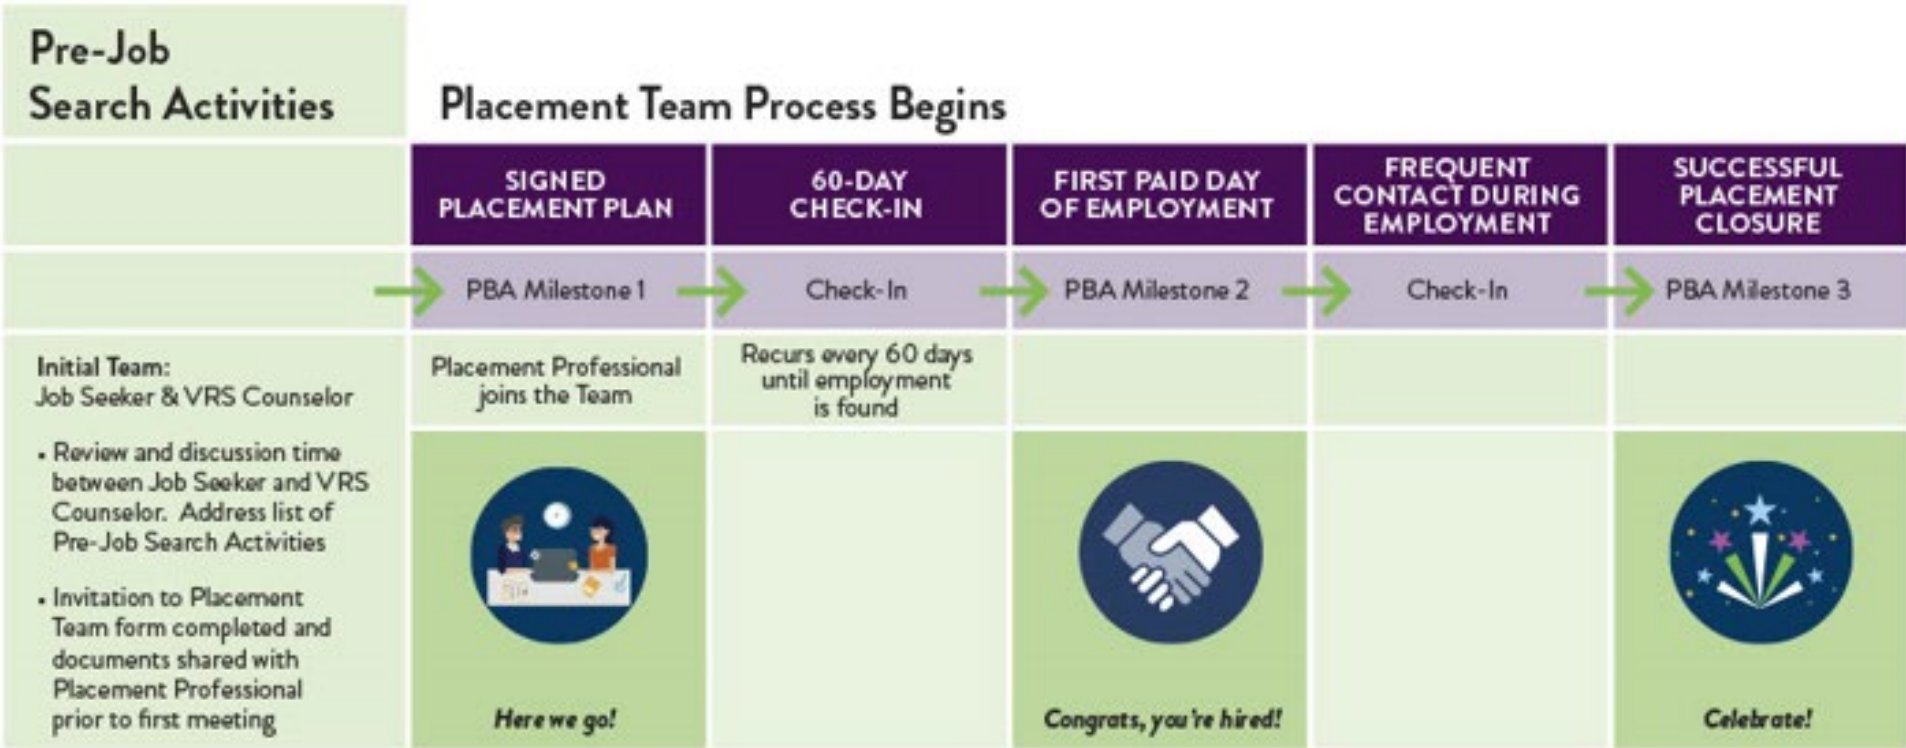 Pre-Job
Search Activities
Placement Team Process Begins
SIGNED
PLACEMENT PLAN
60-DAY
CHECK-IN
FIRST PAID DAY
OF EMPLOYMENT
FREQUENT
CONTACT DURING
EMPLOYMENT
SUCCESSFUL
PLACEMENT
CLOSURE
PBA Milestone 1
Check-In
PBA Milestone 2
Check-In
PBA Milestone 3
Initial Team:
Job Seeker & VRS Counselor
• Review and discussion time
between Job Seeker and VRS
Counselor. Address list of
Pre-Job Search Activities
• Invitation to Placement
Team form completed and
documents shared with
Placement Professional
prior to first meeting
Placement Professional
joins the Team
Recurs every 60 days
until employment
is found
Here we go!
Congrats, you're hired!
Celebrate!